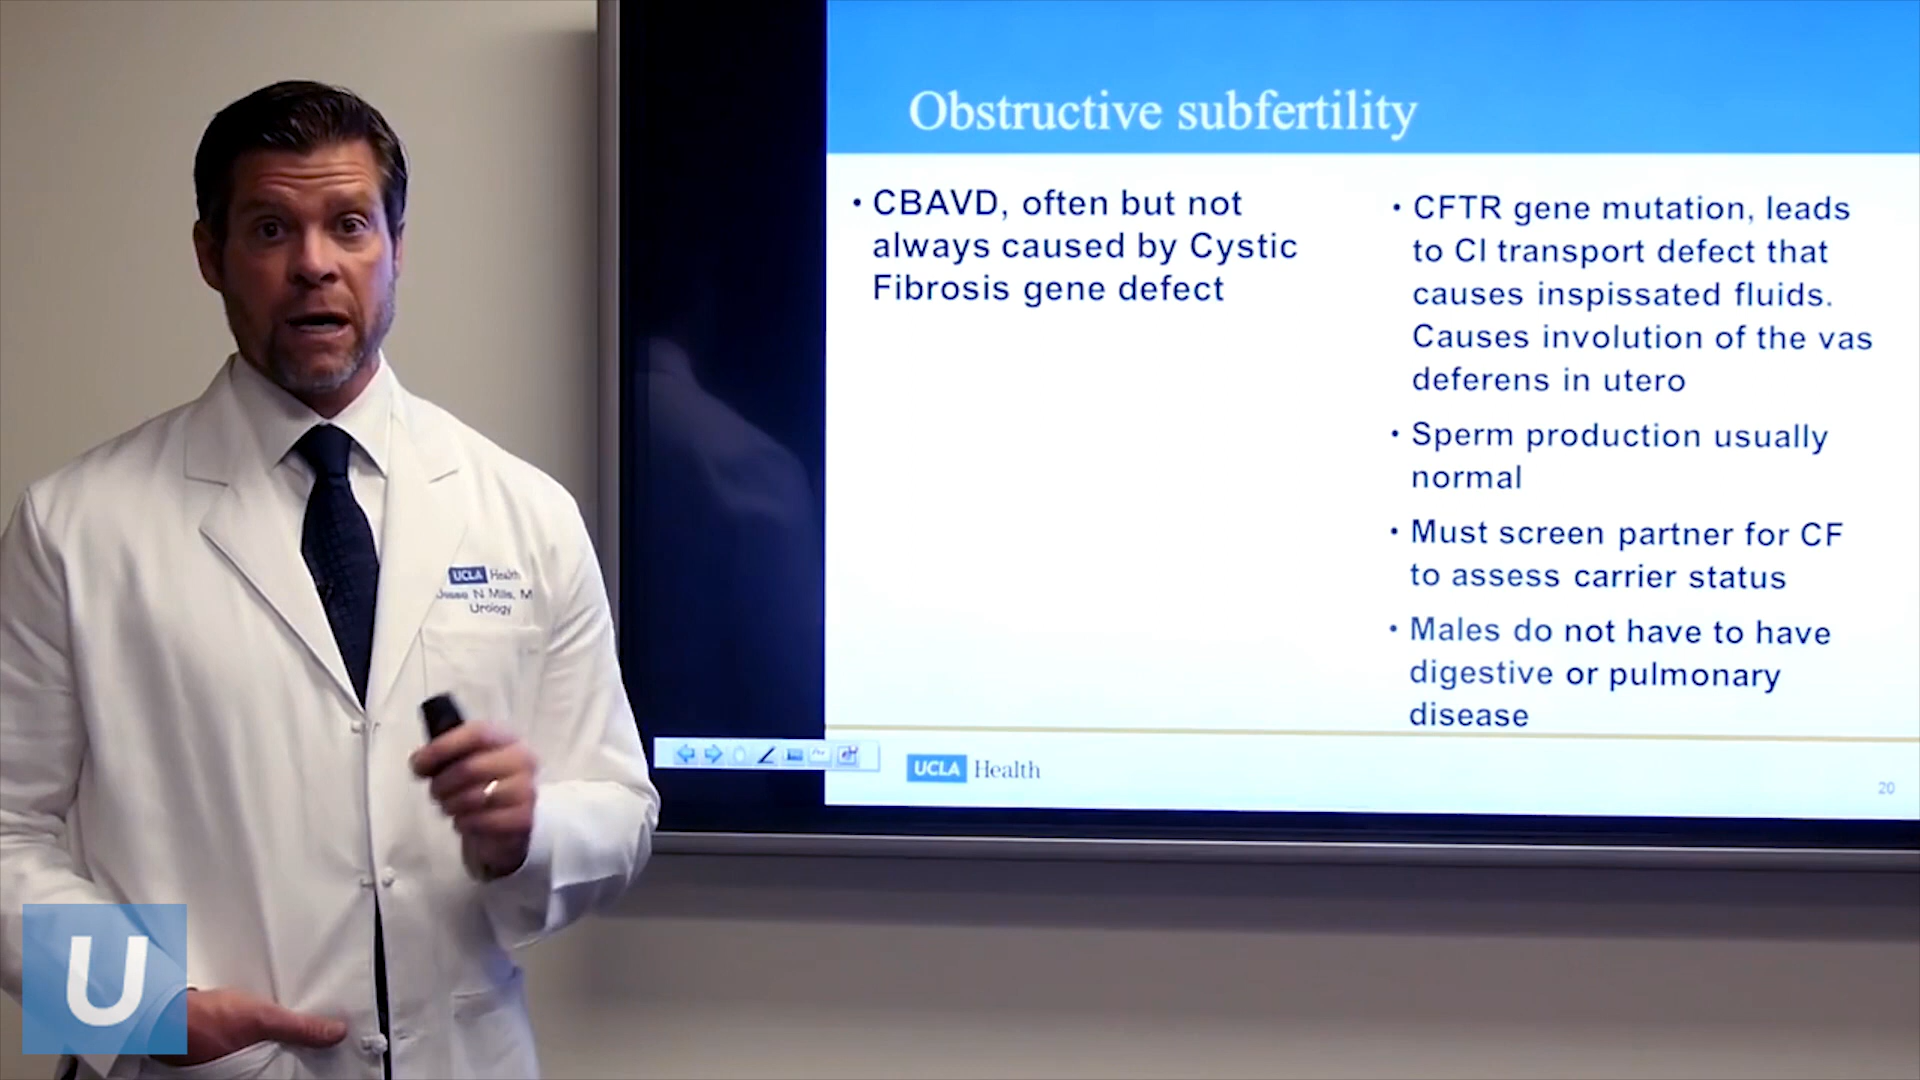 Obstructive subfertility
• CBAVD, often but not
always caused by Cystic
Fibrosis gene defect
• CFTR gene mutation, leads
to Cl transport defect that
causes inspissated fluids.
Causes involution of the vas
deferens in utero
• Sperm production usually
normal
• Must screen partner for CF
to assess carrier status
• Males do not have to have
digestive or pulmonary
disease
UCLA Health
20
UCLA Health
Jesse N Mills, M
Urology
U